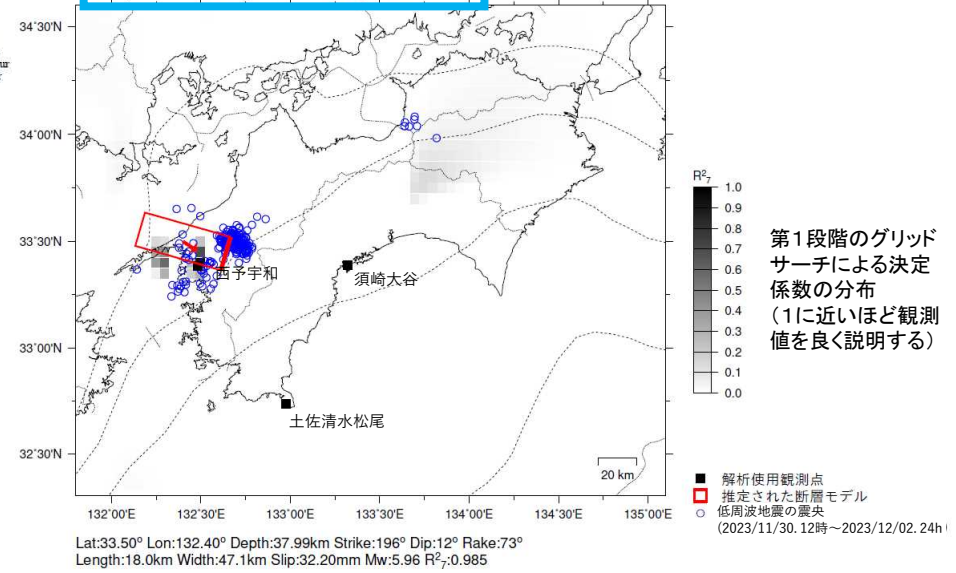 34°30'N
34°00'N
33°30'N
33°00'N
32°30'N
132°00'E 132°30'E 133°00'E 133°30'E 134°00'E 134°30'E 135°00'E
西予宇和
須崎大谷
土佐清水松尾
20 km
R²₇
1.0
0.9
0.8
0.7
0.6
0.5
0.4
0.3
0.2
0.1
0.0
第1段階のグリッド
サーチによる決定
係数の分布
(1に近いほど観測
値を良く説明する)
解析使用観測点
推定された断層モデル
低周波地震の震央
(2023/11/30.12時~2023/12/02.24h
Lat:33.50° Lon:132.40° Depth:37.99km Strike:196° Dip:12° Rake:73°
Length:18.0km Width:47.1km Slip:32.20mm Mw:5.96 R²₇:0.985